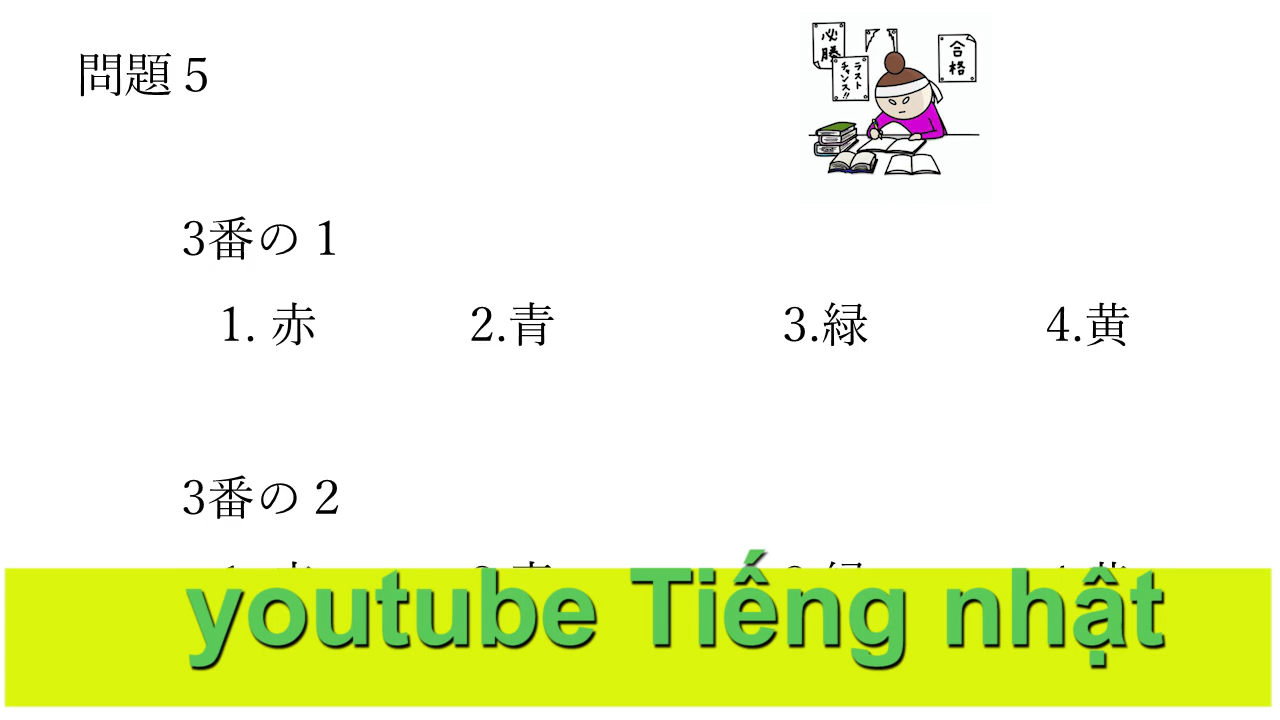 問題５
必勝
ラスト
チャンス!!
合格
3番の１
1. 赤 2.青 3.緑 4.黄
3番の２
youtube Tiếng nhật